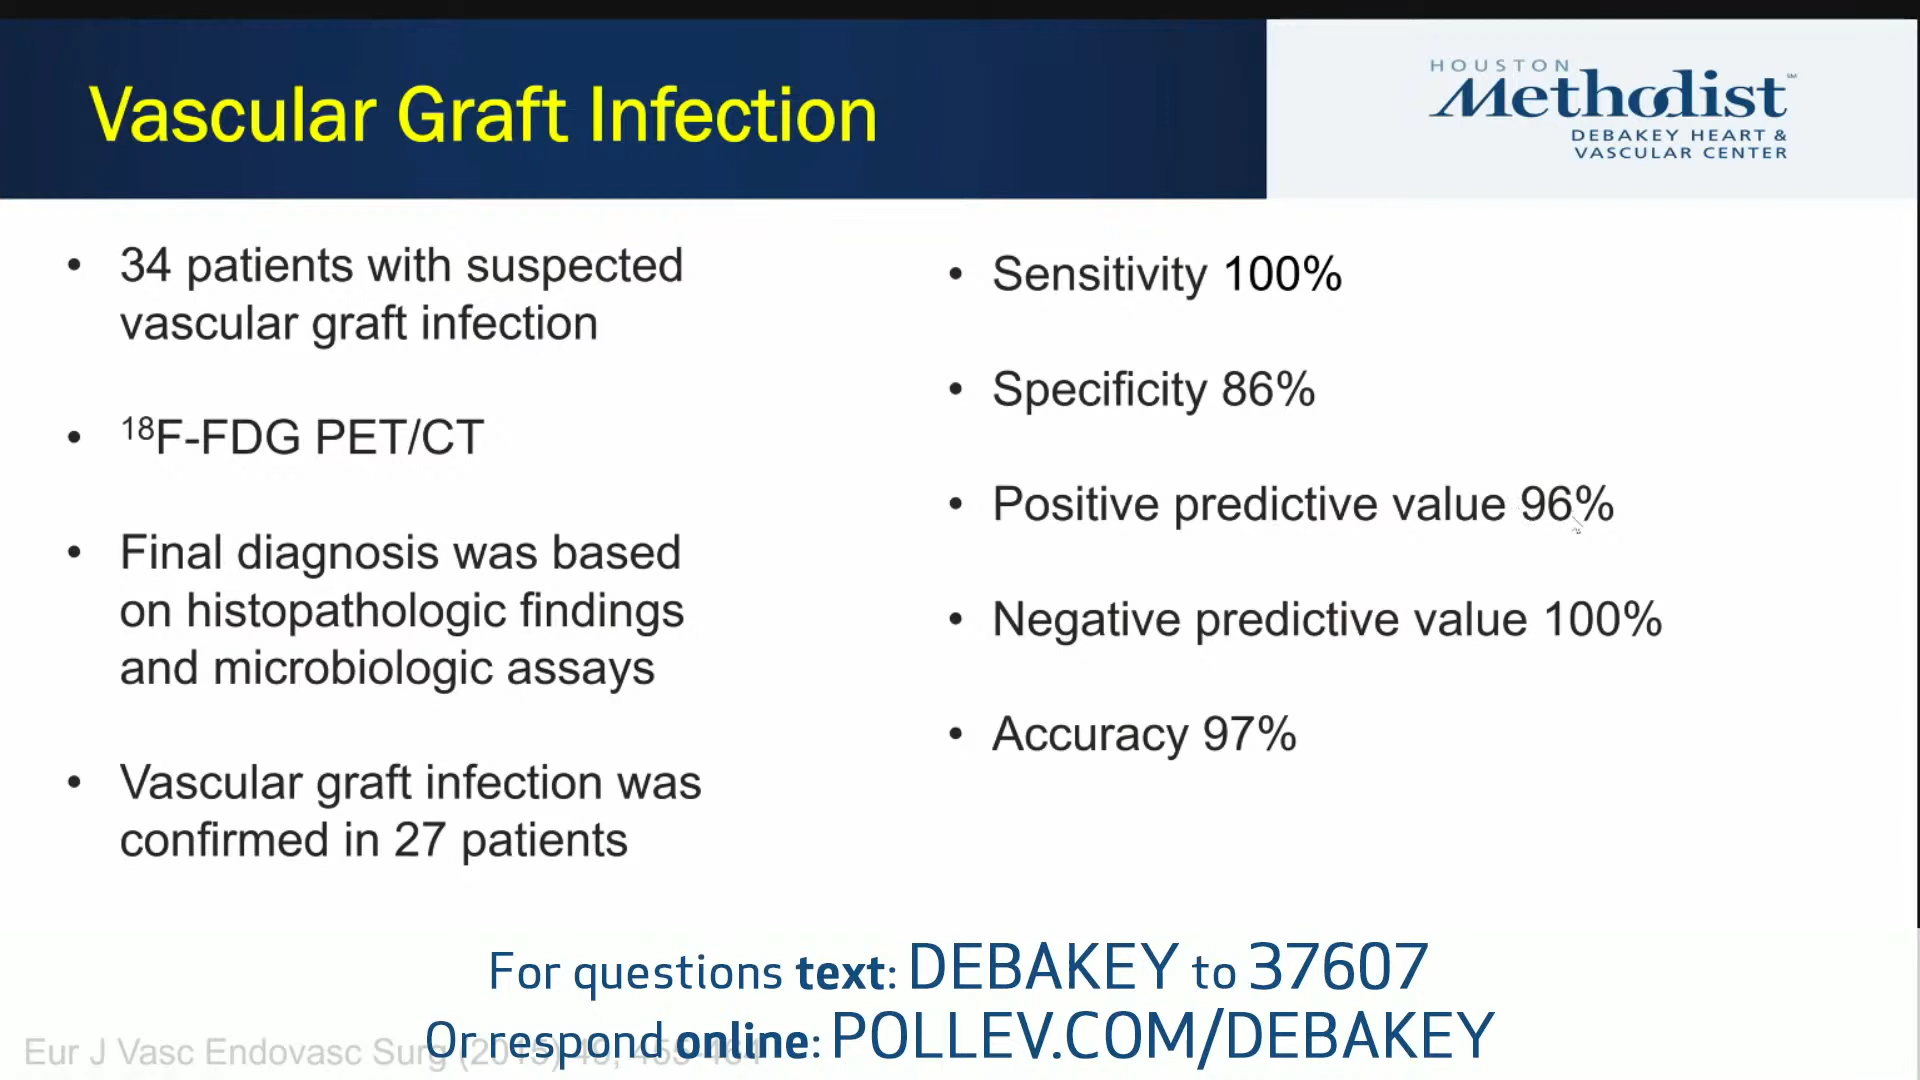 Vascular Graft Infection
HOUSTON
Methodist
DEBAKEY HEART &
VASCULAR CENTER
• 34 patients with suspected
vascular graft infection
• ¹⁸F-FDG PET/CT
• Final diagnosis was based
on histopathologic findings
and microbiologic assays
• Vascular graft infection was
confirmed in 27 patients
• Sensitivity 100%
• Specificity 86%
• Positive predictive value 96%
• Negative predictive value 100%
• Accuracy 97%
For questions text: DEBAKEY to 37607
Or respond online: POLLEV.COM/DEBAKEY
Eur J Vasc Endovasc Surg